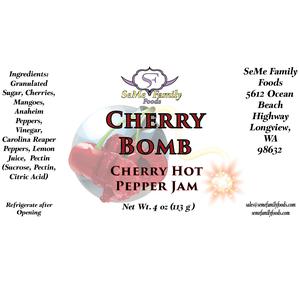 Ingredients:
Granulated
Sugar, Cherries,
Mangoes,
Anaheim
Peppers,
Vinegar,
Carolina Reaper
Peppers, Lemon
Juice, Pectin
(Sucrose, Pectin,
Citric Acid)
Refrigerate after
Opening
SeMe Family
Foods
CHERRY
BOMB
CHERRY HOT
PEPPER JAM
Net Wt. 4 oz (113 g)
SeMe Family
Foods
5612 Ocean
Beach
Highway
Longview,
WA
98632
sales@semefamilyfoods.com
semefamilyfoods.com